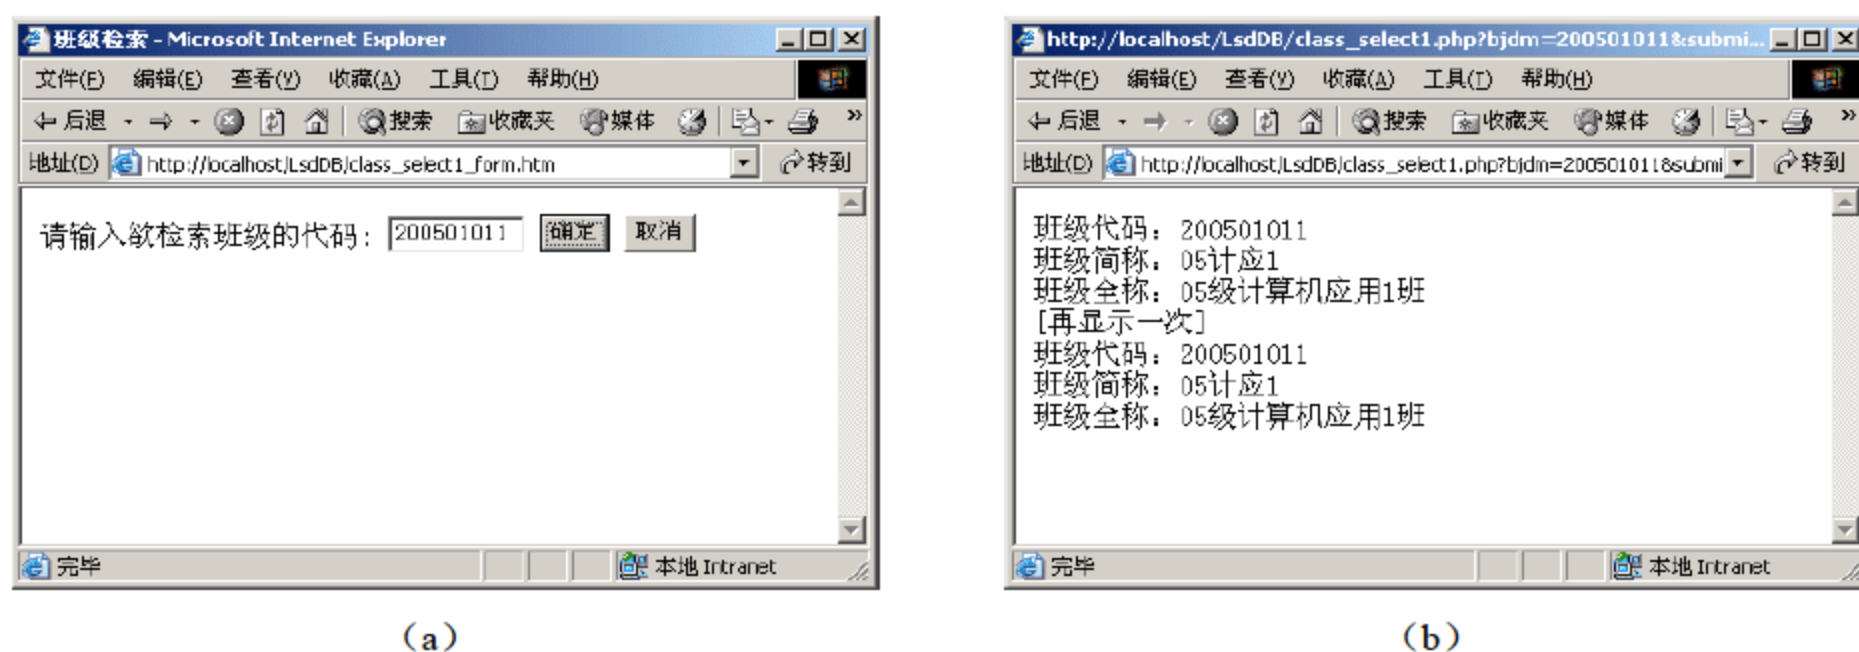 班级检索 - Microsoft Internet Explorer
文件(F) 编辑(E) 查看(V) 收藏(A) 工具(T) 帮助(H)
后退 搜索 收藏夹 媒体 »
地址(D) http://localhost/LsdDB/class_select1_form.htm 转到
请输入欲检索班级的代码: 200501011 确定 取消
完毕 本地 Intranet
(a)
http://localhost/LsdDB/class_select1.php?bjdm=200501011&submi...
文件(F) 编辑(E) 查看(V) 收藏(A) 工具(T) 帮助(H)
后退 搜索 收藏夹 媒体 »
地址(D) http://localhost/LsdDB/class_select1.php?bjdm=200501011&submi 转到
班级代码: 200501011
班级简称: 05计应1
班级全称: 05级计算机应用1班
[再显示一次]
班级代码: 200501011
班级简称: 05计应1
班级全称: 05级计算机应用1班
完毕 本地 Intranet
(b)